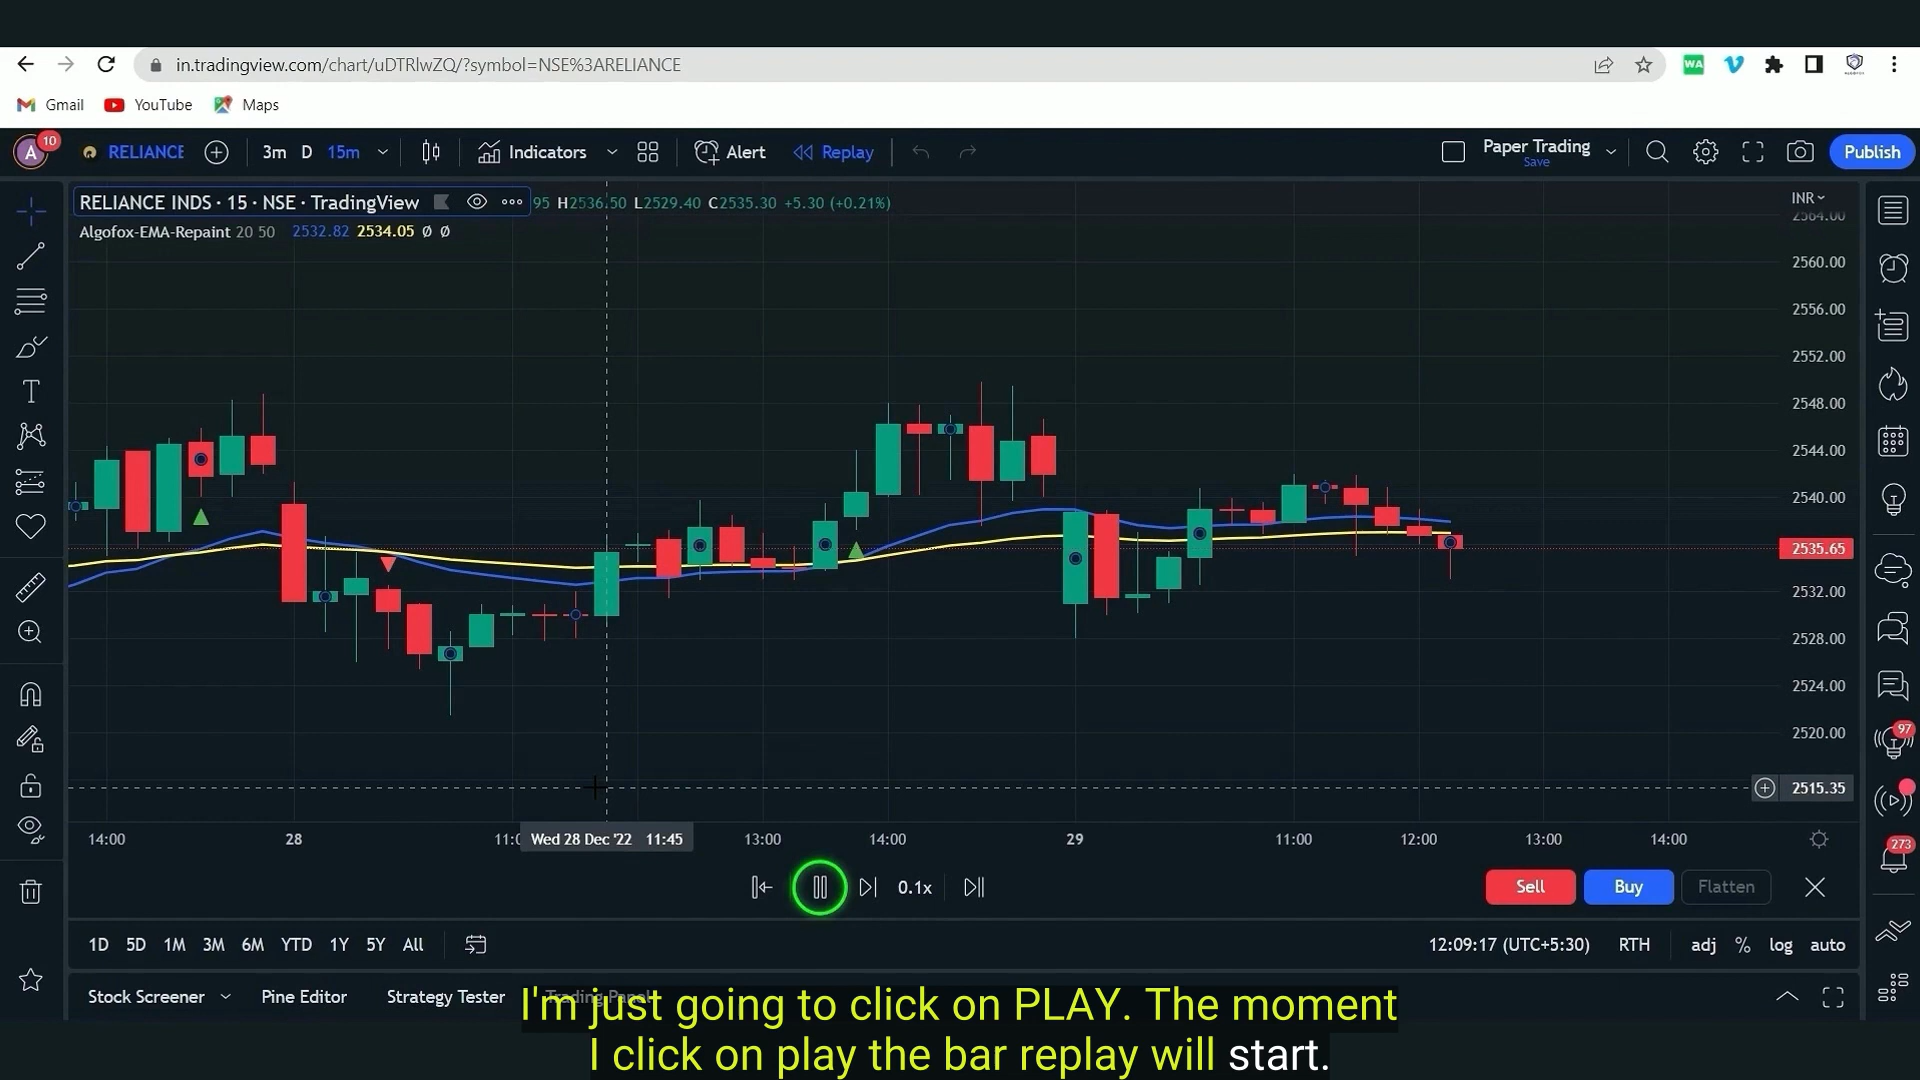 in.tradingview.com/chart/uDTRlwZQ/?symbol=NSE%3ARELIANCE
WA
Gmail YouTube Maps
A 10 RELIANCE 3m D 15m Indicators Alert Replay Paper Trading Save Publish
RELIANCE INDS · 15 · NSE · TradingView 95 H2536.50 L2529.40 C2535.30 +5.30 (+0.21%) INR
Algofox-EMA-Repaint 20 50 2532.82 2534.05 Ø Ø
2564.00
2560.00
2556.00
2552.00
2548.00
2544.00
2540.00
2535.65
2532.00
2528.00
2524.00
2520.00
97
2515.35
14:00 28 11:0 Wed 28 Dec '22 11:45 13:00 14:00 29 11:00 12:00 13:00 14:00
273
0.1x Sell Buy Flatten
1D 5D 1M 3M 6M YTD 1Y 5Y All 12:09:17 (UTC+5:30) RTH adj % log auto
Stock Screener Pine Editor Strategy Tester Trading Panel
I'm just going to click on PLAY. The moment
I click on play the bar replay will start.